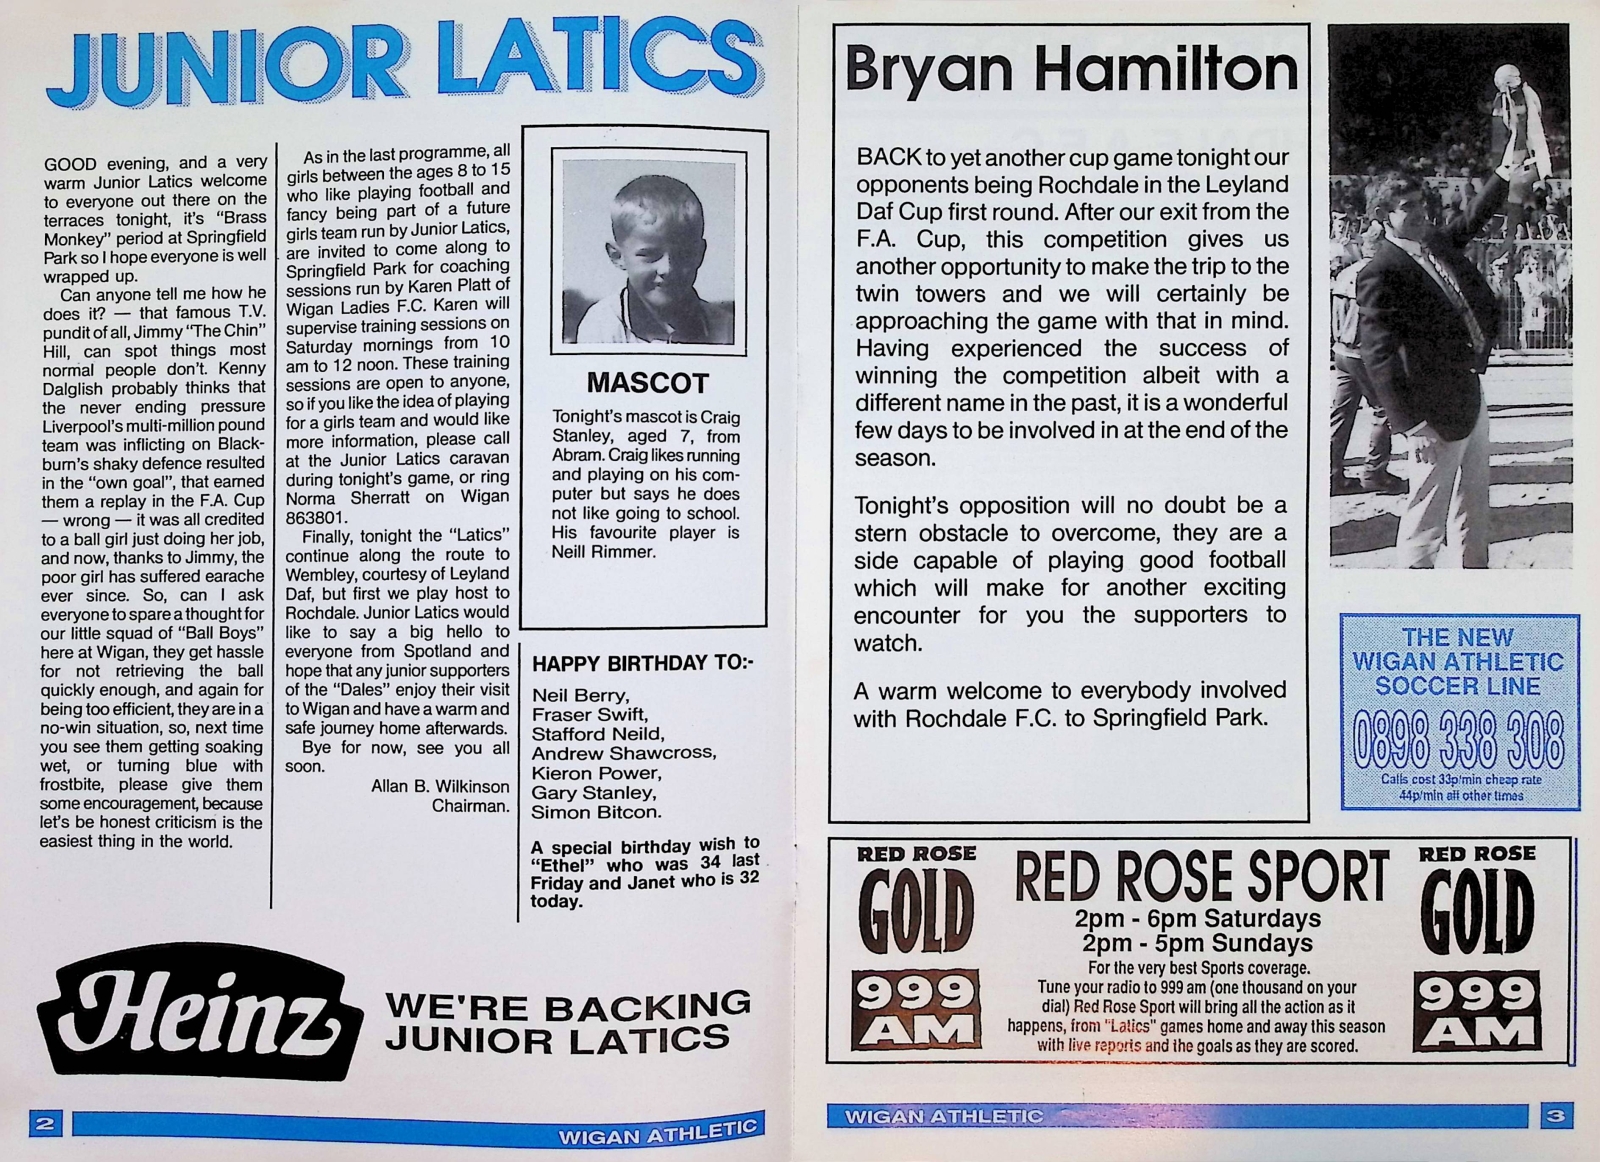 JUNIOR LATICS
GOOD evening, and a very
warm Junior Latics welcome
to everyone out there on the
terraces tonight, it's "Brass
Monkey" period at Springfield
Park so I hope everyone is well
wrapped up.
Can anyone tell me how he
does it? — that famous T.V.
pundit of all, Jimmy "The Chin"
Hill, can spot things most
normal people don't. Kenny
Dalglish probably thinks that
the never ending pressure
Liverpool's multi-million pound
team was inflicting on Black-
burn's shaky defence resulted
in the "own goal", that earned
them a replay in the F.A. Cup
— wrong — it was all credited
to a ball girl just doing her job,
and now, thanks to Jimmy, the
poor girl has suffered earache
ever since. So, can I ask
everyone to spare a thought for
our little squad of "Ball Boys"
here at Wigan, they get hassle
for not retrieving the ball
quickly enough, and again for
being too efficient, they are in a
no-win situation, so, next time
you see them getting soaking
wet, or turning blue with
frostbite, please give them
some encouragement, because
let's be honest criticism is the
easiest thing in the world.
As in the last programme, all
girls between the ages 8 to 15
who like playing football and
fancy being part of a future
girls team run by Junior Latics,
are invited to come along to
Springfield Park for coaching
sessions run by Karen Platt of
Wigan Ladies F.C. Karen will
supervise training sessions on
Saturday mornings from 10
am to 12 noon. These training
sessions are open to anyone,
so if you like the idea of playing
for a girls team and would like
more information, please call
at the Junior Latics caravan
during tonight's game, or ring
Norma Sherratt on Wigan
863801.
Finally, tonight the "Latics"
continue along the route to
Wembley, courtesy of Leyland
Daf, but first we play host to
Rochdale. Junior Latics would
like to say a big hello to
everyone from Spotland and
hope that any junior supporters
of the "Dales" enjoy their visit
to Wigan and have a warm and
safe journey home afterwards.
Bye for now, see you all
soon.
Allan B. Wilkinson
Chairman.
MASCOT
Tonight's mascot is Craig
Stanley, aged 7, from
Abram. Craig likes running
and playing on his com-
puter but says he does
not like going to school.
His favourite player is
Neill Rimmer.
HAPPY BIRTHDAY TO:-
Neil Berry,
Fraser Swift,
Stafford Neild,
Andrew Shawcross,
Kieron Power,
Gary Stanley,
Simon Bitcon.
A special birthday wish to
"Ethel" who was 34 last
Friday and Janet who is 32
today.
Heinz
WE'RE BACKING
JUNIOR LATICS
2
WIGAN ATHLETIC
Bryan Hamilton
BACK to yet another cup game tonight our
opponents being Rochdale in the Leyland
Daf Cup first round. After our exit from the
F.A. Cup, this competition gives us
another opportunity to make the trip to the
twin towers and we will certainly be
approaching the game with that in mind.
Having experienced the success of
winning the competition albeit with a
different name in the past, it is a wonderful
few days to be involved in at the end of the
season.
Tonight's opposition will no doubt be a
stern obstacle to overcome, they are a
side capable of playing good football
which will make for another exciting
encounter for you the supporters to
watch.
A warm welcome to everybody involved
with Rochdale F.C. to Springfield Park.
THE NEW
WIGAN ATHLETIC
SOCCER LINE
0898 338 308
Calls cost 33p/min cheap rate
44p/min all other times
RED ROSE
GOLD
999
AM
RED ROSE SPORT
2pm - 6pm Saturdays
2pm - 5pm Sundays
For the very best Sports coverage.
Tune your radio to 999 am (one thousand on your
dial) Red Rose Sport will bring all the action as it
happens, from "Latics" games home and away this season
with live reports and the goals as they are scored.
RED ROSE
GOLD
999
AM
WIGAN ATHLETIC
3